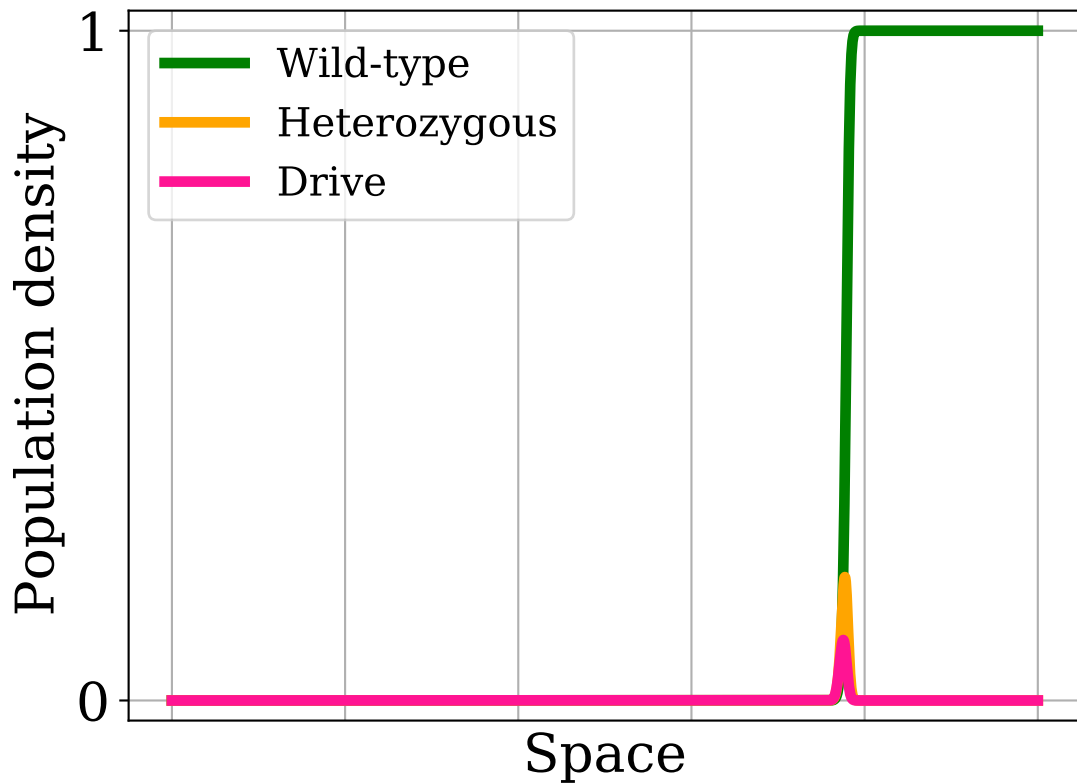 1
Wild-type
Heterozygous
Drive
Population density
0
Space